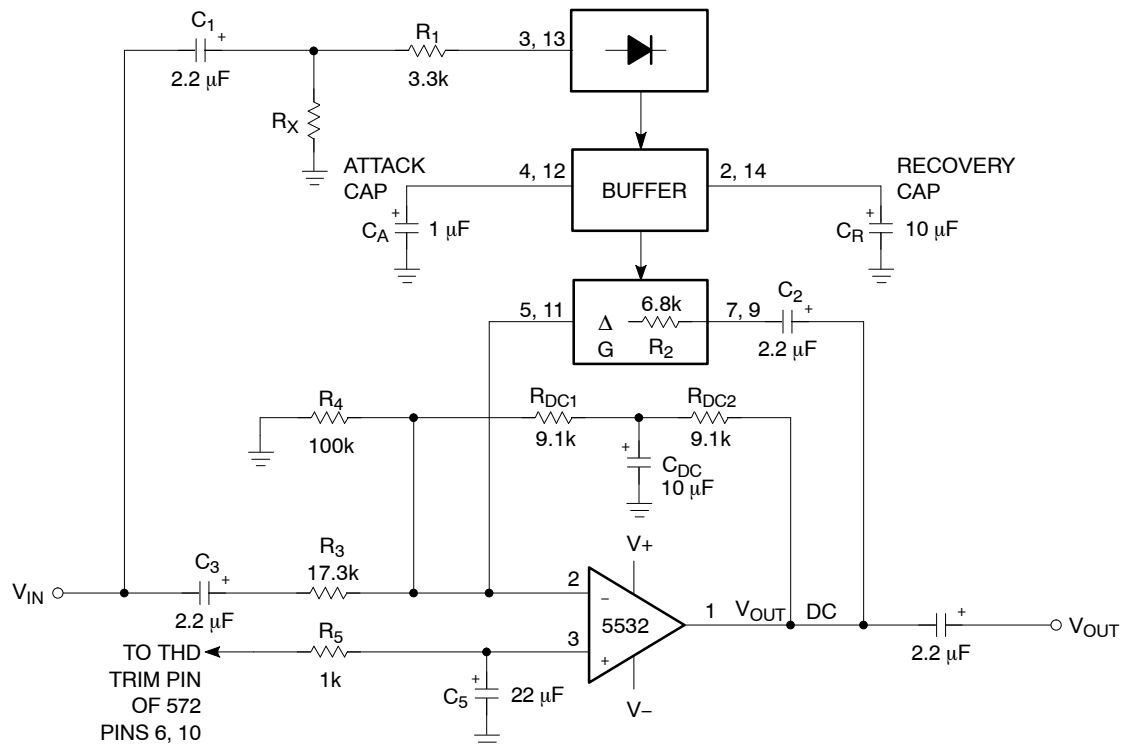 C1
+
2.2 µF
R1
3.3k
3, 13
RX
ATTACK
CAP
4, 12
BUFFER
2, 14
RECOVERY
CAP
+
CA
1 µF
+
CR
10 µF
5, 11
Δ
G
6.8k
R2
7, 9
C2
+
2.2 µF
R4
100k
RDC1
9.1k
RDC2
9.1k
+
CDC
10 µF
V+
VIN
C3
+
2.2 µF
R3
17.3k
2
−
5532
3
+
V−
1
VOUT
DC
+
2.2 µF
VOUT
TO THD
TRIM PIN
OF 572
PINS 6, 10
R5
1k
+
C5
22 µF